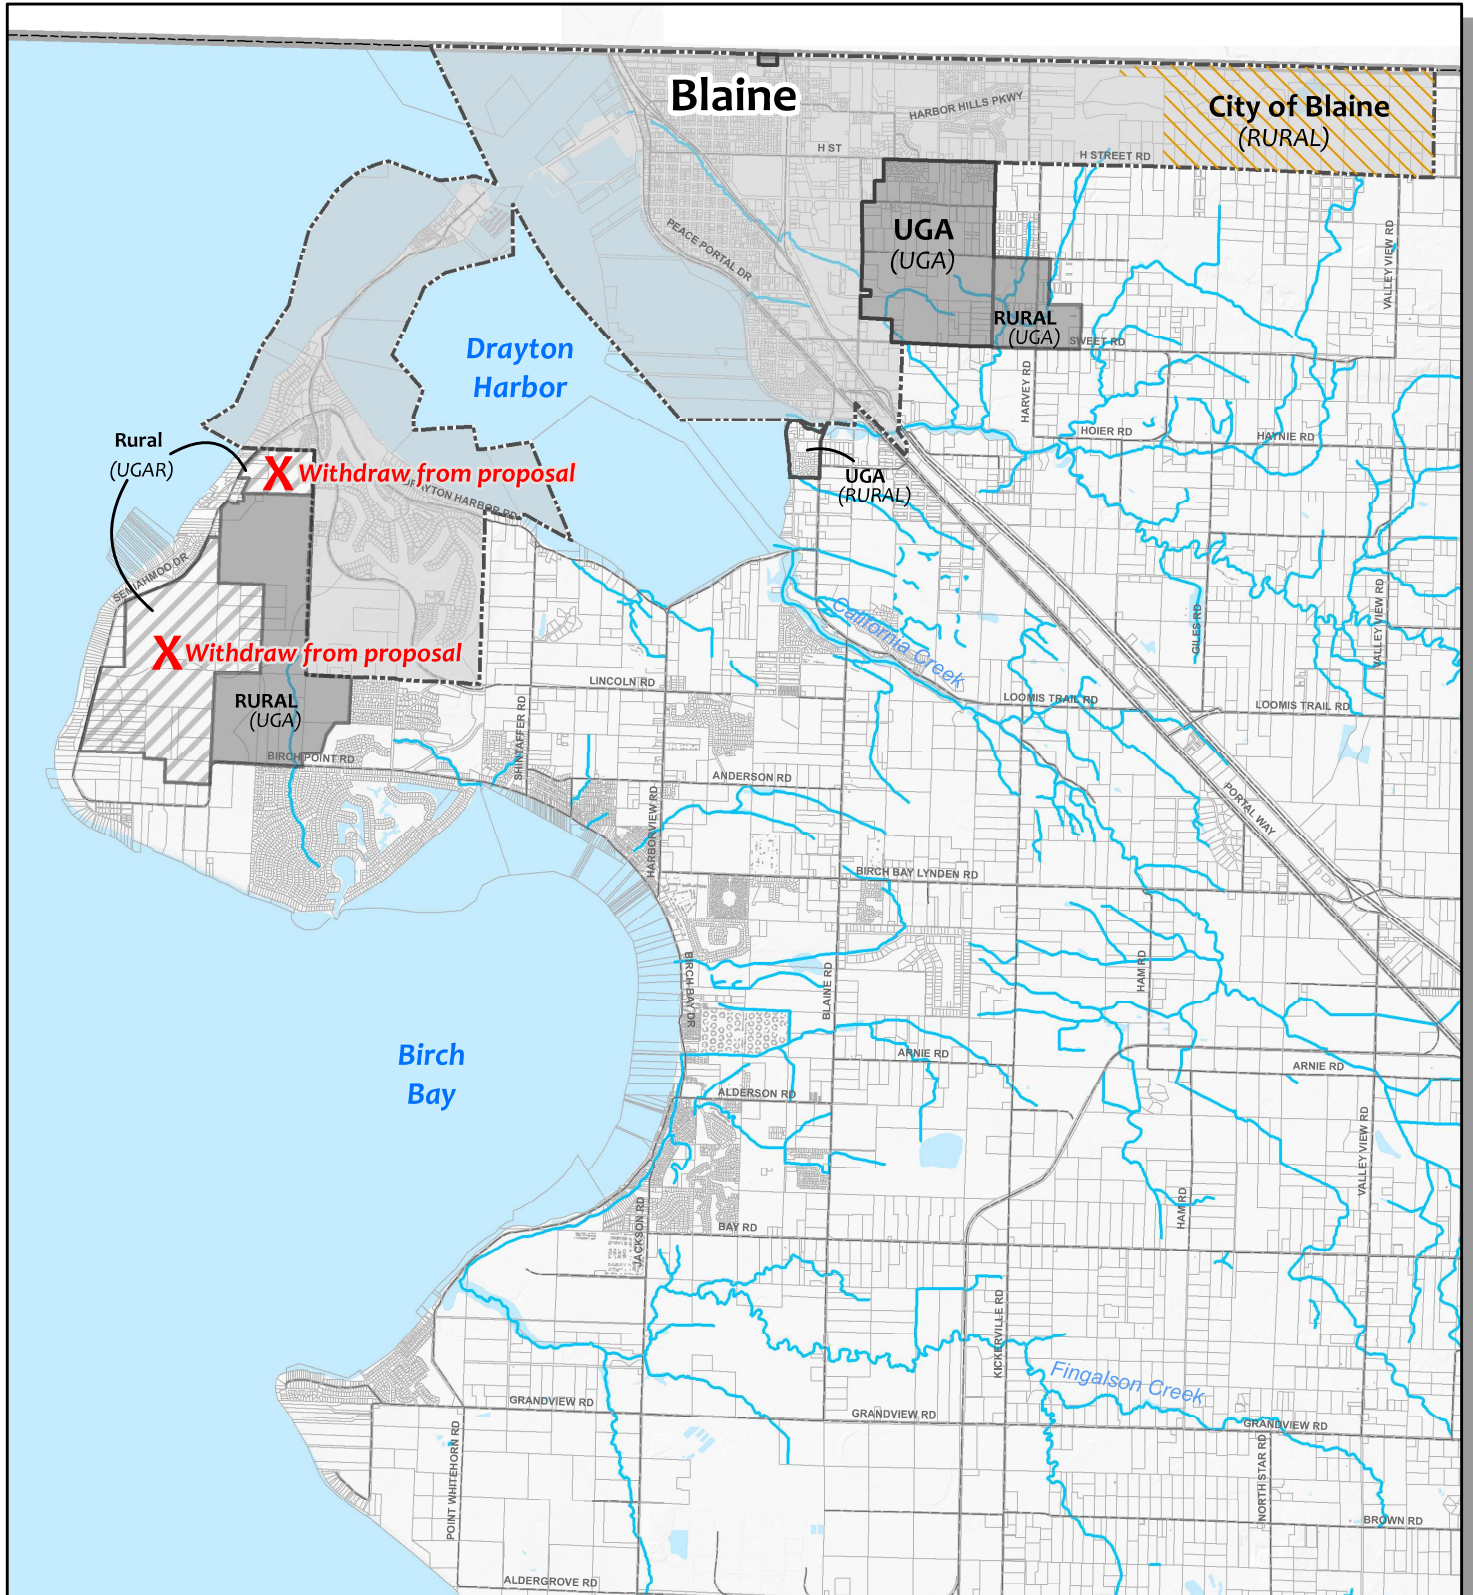 Blaine
City of Blaine
(RURAL)
HARBOR HILLS PKWY
H ST
H STREET RD
UGA
(UGA)
PEACE PORTAL DR
VALLEY VIEW RD
RURAL
(UGA)
SWEET RD
Drayton
Harbor
HARVEY RD
HOIER RD
HAYNIE RD
Rural
(UGAR)
X Withdraw from proposal
DRAYTON HARBOR RD
UGA
(RURAL)
SEMIAHMOO DR
California Creek
GILES RD
VALLEY VIEW RD
X Withdraw from proposal
LINCOLN RD
RURAL
(UGA)
SHINTAFFER RD
LOOMIS TRAIL RD
LOOMIS TRAIL RD
BIRCH POINT RD
ANDERSON RD
HARBORVIEW RD
PORTAL WAY
BIRCH BAY LYNDEN RD
BIRCH BAY DR
BLAINE RD
HAM RD
Birch
Bay
ARNIE RD
ARNIE RD
ALDERSON RD
VALLEY VIEW RD
HAM RD
JACKSON RD
BAY RD
KICKERVILLE RD
Fingalson Creek
GRANDVIEW RD
GRANDVIEW RD
GRANDVIEW RD
POINT WHITEHORN RD
NORTH STAR RD
BROWN RD
ALDERGROVE RD